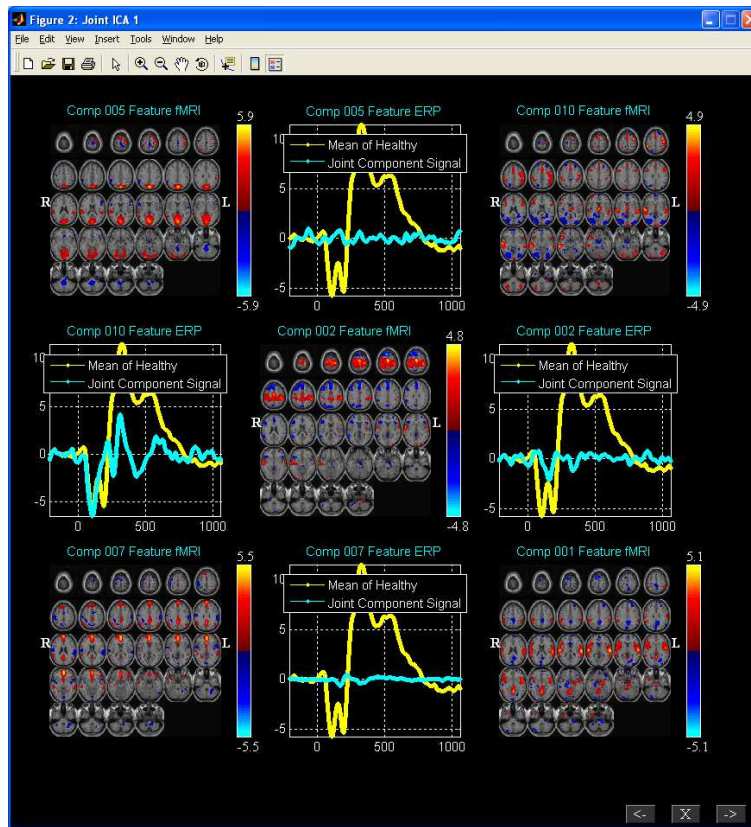 Figure 2: Joint ICA 1
File Edit View Insert Tools Window Help
Comp 005 Feature fMRI
5.9
R
-5.9
Comp 005 Feature ERP
Mean of Healthy
Joint Component Signal
10
5
0
-5
0 500 1000
Comp 010 Feature fMRI
4.9
R L
-4.9
Comp 010 Feature ERP
Mean of Healthy
Joint Component Signal
10
5
0
-5
0 500 1000
Comp 002 Feature fMRI
4.8
R L
-4.8
Comp 002 Feature ERP
Mean of Healthy
Joint Component Signal
10
5
0
-5
0 500 1000
Comp 007 Feature fMRI
5.5
R L
-5.5
Comp 007 Feature ERP
Mean of Healthy
Joint Component Signal
10
5
0
-5
0 500 1000
Comp 001 Feature fMRI
5.1
R L
-5.1
<- X ->